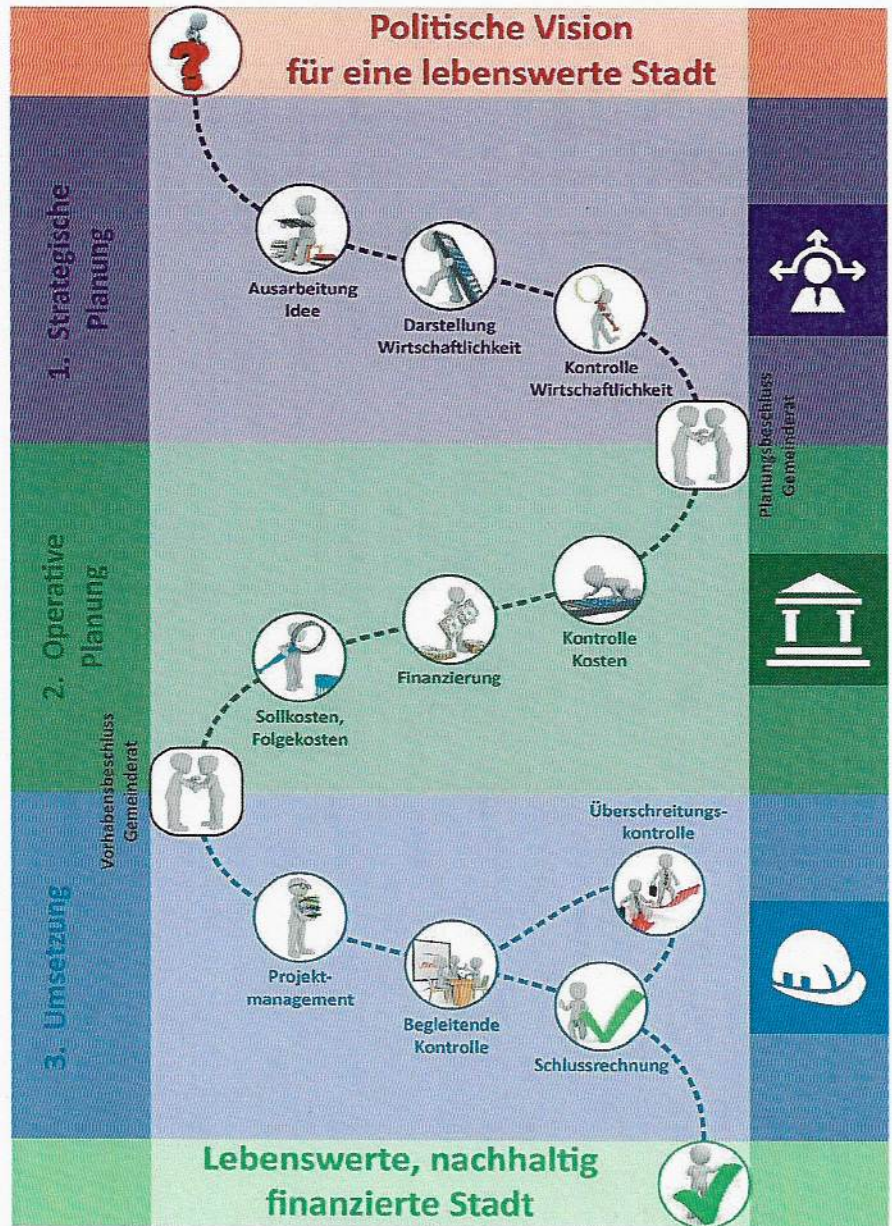 Politische Vision
für eine lebenswerte Stadt
1. Strategische
Planung
Ausarbeitung
Idee
Darstellung
Wirtschaftlichkeit
Kontrolle
Wirtschaftlichkeit
Planungsbeschluss
Gemeinderat
2. Operative
Planung
Kontrolle
Kosten
Finanzierung
Sollkosten,
Folgekosten
Vorhabensbeschluss
Gemeinderat
3. Umsetzung
Überschreitungs-
kontrolle
Projekt-
management
Begleitende
Kontrolle
Schlussrechnung
Lebenswerte, nachhaltig
finanzierte Stadt